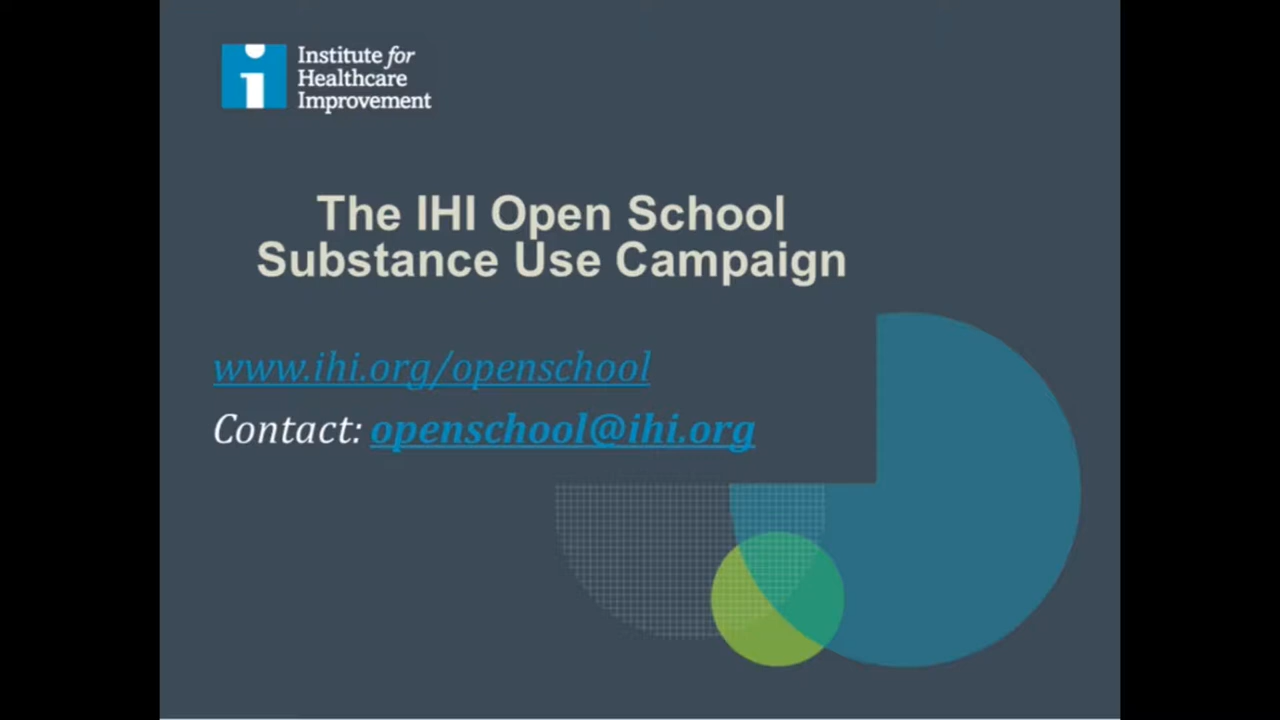 Institute for
Healthcare
Improvement
The IHI Open School
Substance Use Campaign
www.ihi.org/openschool
Contact: openschool@ihi.org